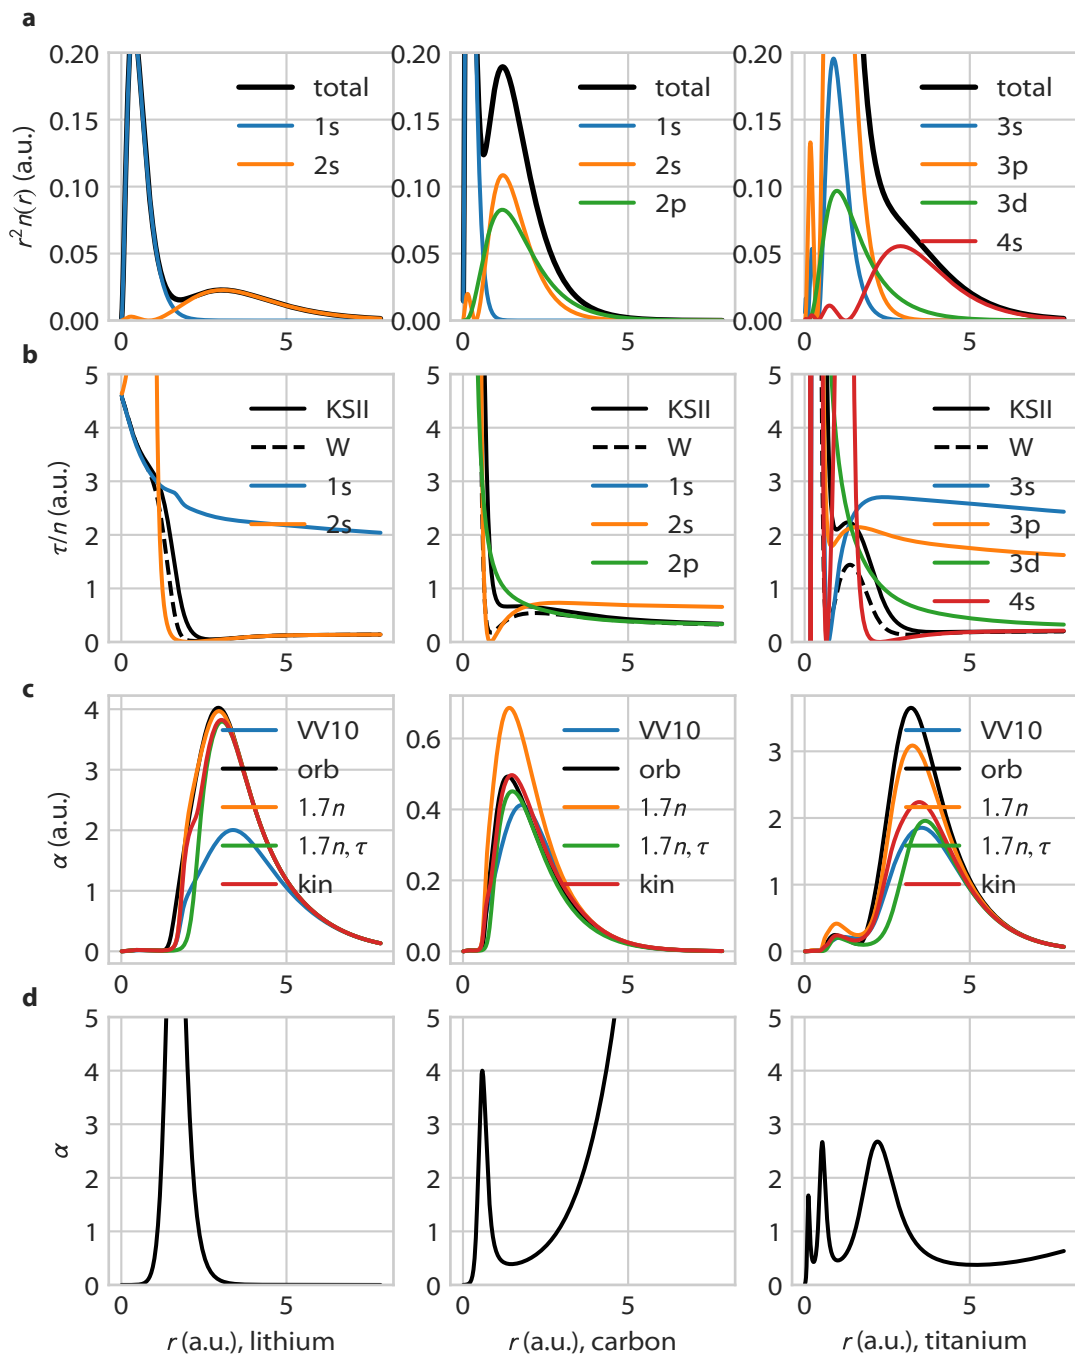 a
0.20
0.15
0.10
0.05
0.00
r²n(r) (a.u.)
total
1s
2s
0 5
0.20
0.15
0.10
0.05
0.00
total
1s
2s
2p
0 5
0.20
0.15
0.10
0.05
0.00
total
3s
3p
3d
4s
0 5
b
5
4
3
2
1
0
τ/n (a.u.)
KSII
W
1s
2s
0 5
5
4
3
2
1
0
KSII
W
1s
2s
2p
0 5
5
4
3
2
1
0
KSII
W
3s
3p
3d
4s
0 5
c
4
3
2
1
0
α (a.u.)
VV10
orb
1.7n
1.7n, τ
kin
0 5
0.6
0.4
0.2
0.0
VV10
orb
1.7n
1.7n, τ
kin
0 5
3
2
1
0
VV10
orb
1.7n
1.7n, τ
kin
0 5
d
5
4
3
2
1
0
α
0 5
r (a.u.), lithium
5
4
3
2
1
0
0 5
r (a.u.), carbon
5
4
3
2
1
0
0 5
r (a.u.), titanium